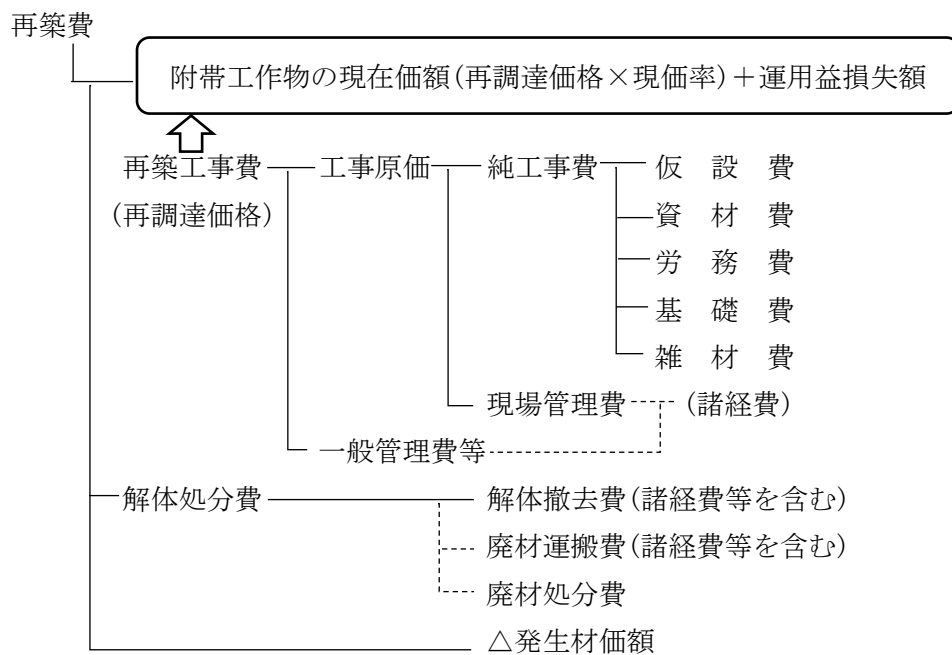 再築費
附帯工作物の現在価額(再調達価格×現価率)＋運用益損失額
再築工事費 工事原価 純工事費 仮設費
(再調達価格) 資材費
労務費
基礎費
雑材費
現場管理費 (諸経費)
一般管理費等
解体処分費 解体撤去費(諸経費等を含む)
廃材運搬費(諸経費等を含む)
廃材処分費
△発生材価額